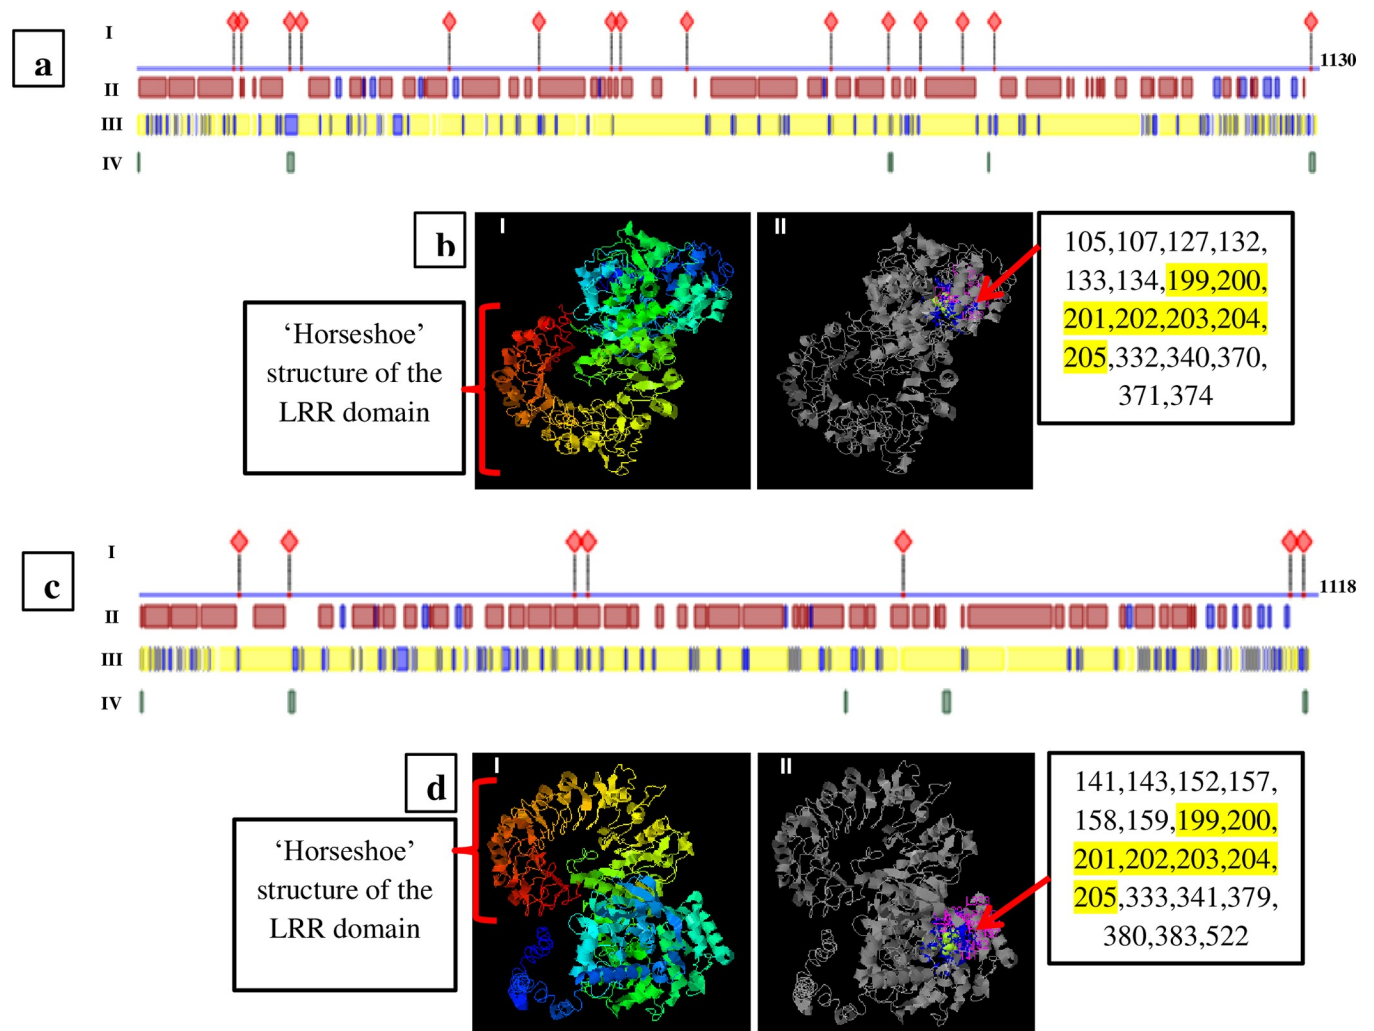 a
I
1130
II
III
IV
b
I
II
‘Horseshoe’
structure of the
LRR domain
105,107,127,132,
133,134,199,200,
201,202,203,204,
205,332,340,370,
371,374
c
I
1118
II
III
IV
d
I
II
‘Horseshoe’
structure of the
LRR domain
141,143,152,157,
158,159,199,200,
201,202,203,204,
205,333,341,379,
380,383,522